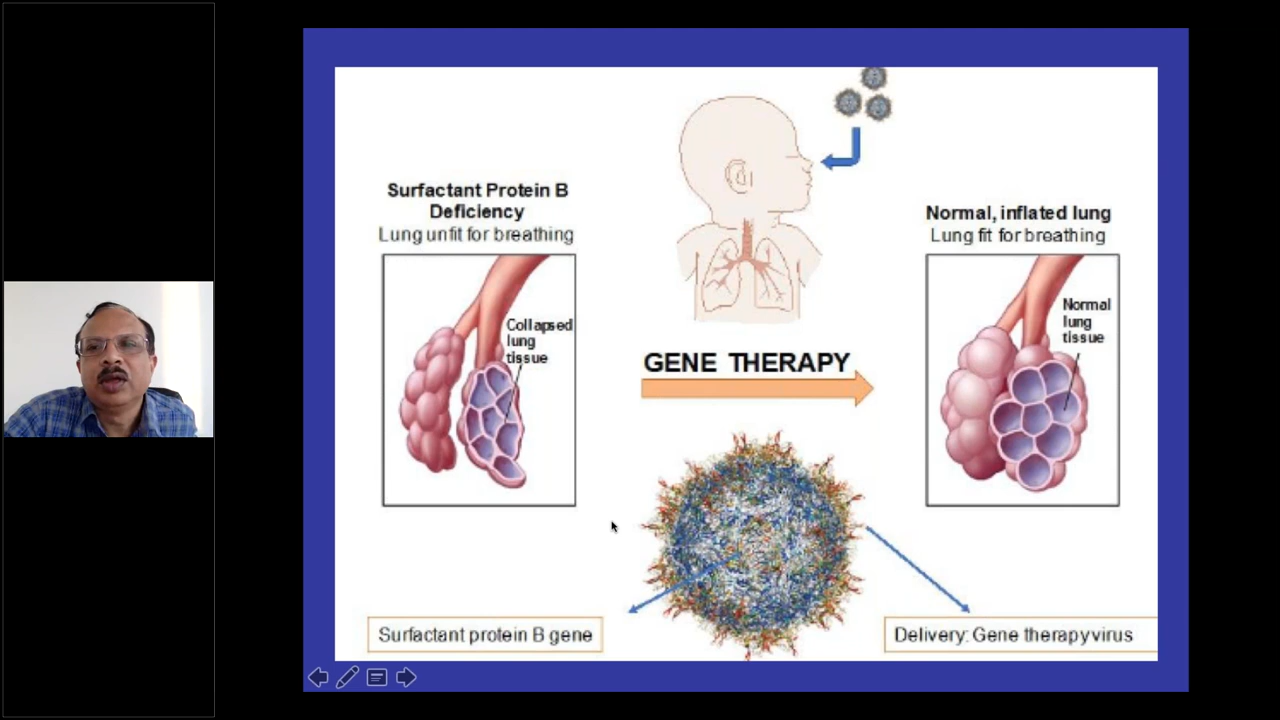 Surfactant Protein B
Deficiency
Lung unfit for breathing
Collapsed
lung
tissue
GENE THERAPY
Normal, inflated lung
Lung fit for breathing
Normal
lung
tissue
Surfactant protein B gene
Delivery: Gene therapy virus